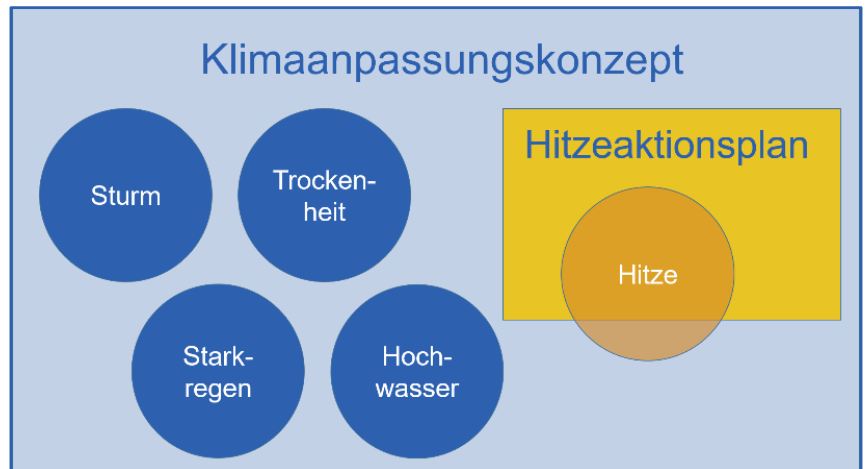 Klimaanpassungskonzept
Sturm
Trocken-
heit
Stark-
regen
Hoch-
wasser
Hitzeaktionsplan
Hitze